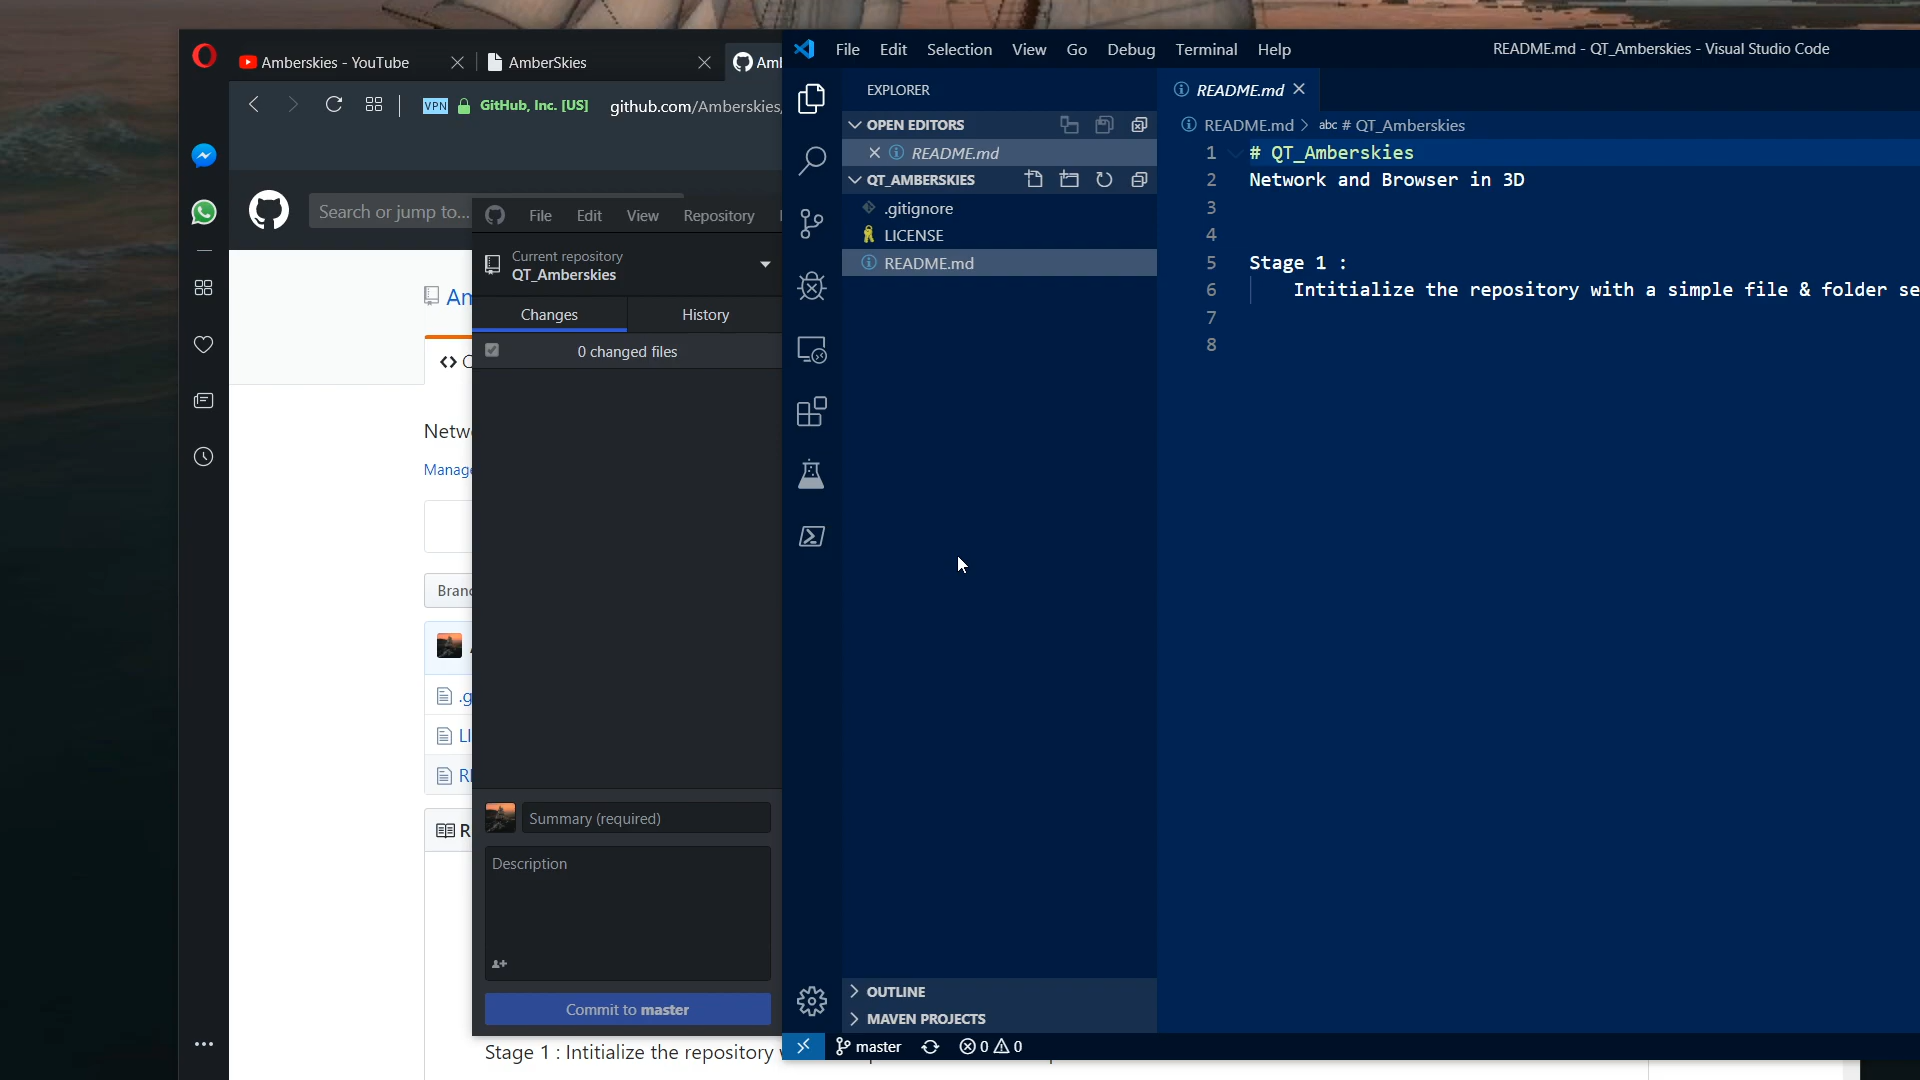 Amberskies - YouTube
AmberSkies
VPN GitHub, Inc. [US] github.com/Amberskies
Search or jump to...
Netw
Manage
Stage 1 : Intitialize the repository
File Edit View Repository
Current repository
QT_Amberskies
Changes History
0 changed files
Summary (required)
Description
Commit to master
File Edit Selection View Go Debug Terminal Help
README.md - QT_Amberskies - Visual Studio Code
EXPLORER
OPEN EDITORS
README.md
QT_AMBERSKIES
.gitignore
LICENSE
README.md
OUTLINE
MAVEN PROJECTS
README.md
README.md > abc # QT_Amberskies
1 # QT_Amberskies
2 Network and Browser in 3D
3
4
5 Stage 1 :
6 Intitialize the repository with a simple file & folder se
7
8
master 0 0